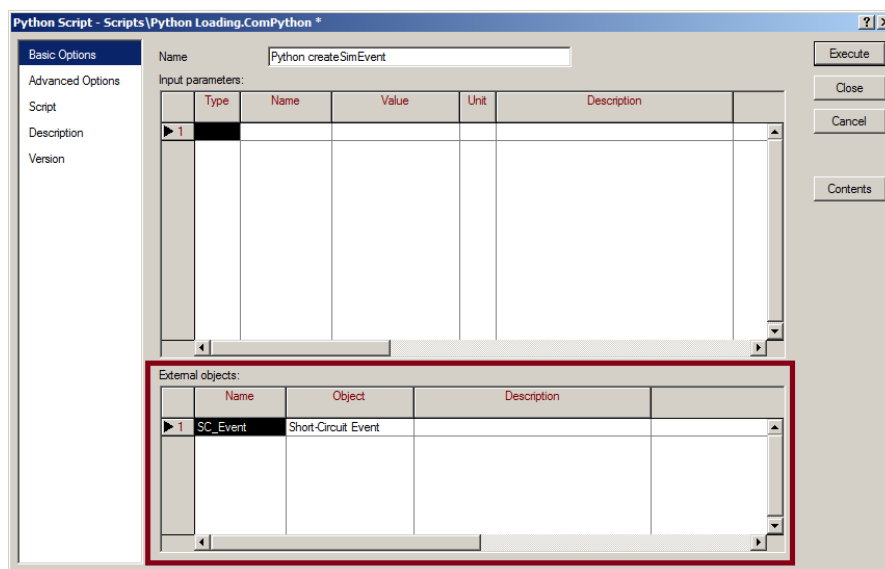 Python Script - Scripts\Python Loading.ComPython *
Basic Options
Advanced Options
Script
Description
Version
Name Python createSimEvent
Input parameters:
Type Name Value Unit Description
1
External objects:
Name Object Description
1 SC_Event Short-Circuit Event
Execute
Close
Cancel
Contents